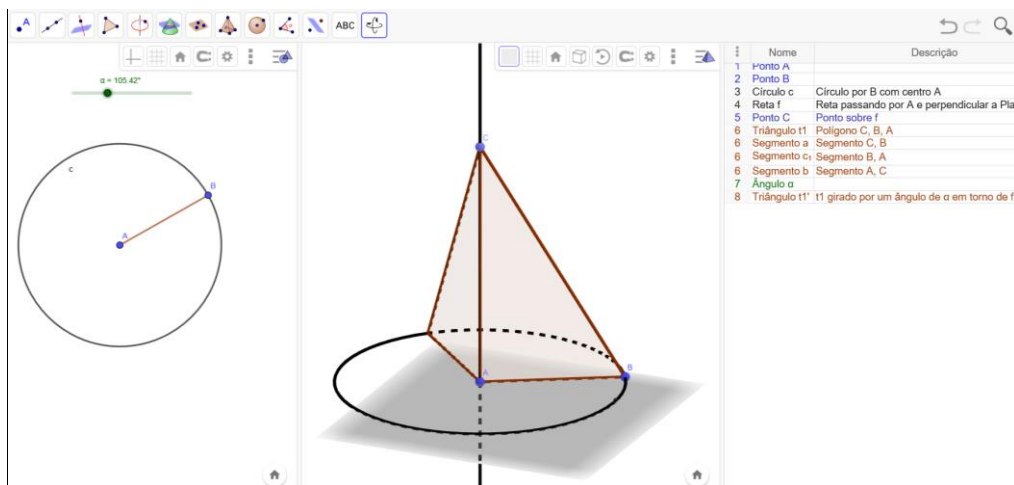 A
ABC
α = 105.42°
c
B
A
C
A
B
Nome Descrição
1 Ponto A
2 Ponto B
3 Círculo c Círculo por B com centro A
4 Reta f Reta passando por A e perpendicular a Pla
5 Ponto C Ponto sobre f
6 Triângulo t1 Polígono C, B, A
6 Segmento a Segmento C, B
6 Segmento c₁ Segmento B, A
6 Segmento b Segmento A, C
7 Ângulo α
8 Triângulo t1' t1 girado por um ângulo de α em torno de f